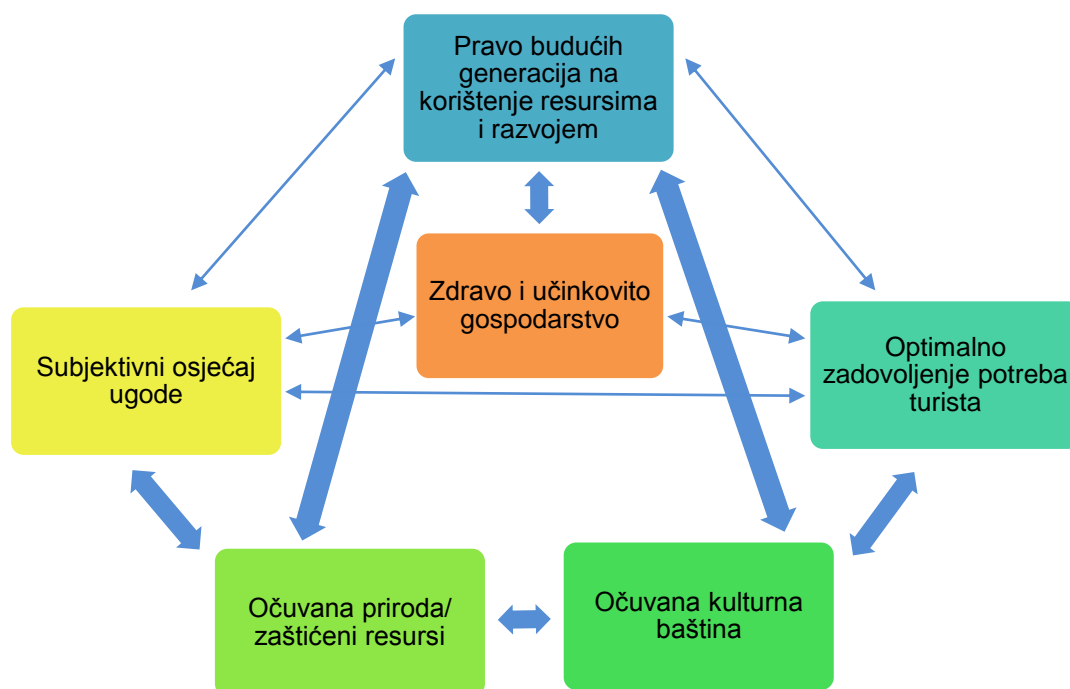 Pravo budućih
generacija na
korištenje resursima
i razvojem
Zdravo i učinkovito
gospodarstvo
Subjektivni osjećaj
ugode
Optimalno
zadovoljenje potreba
turista
Očuvana priroda/
zaštićeni resursi
Očuvana kulturna
baština